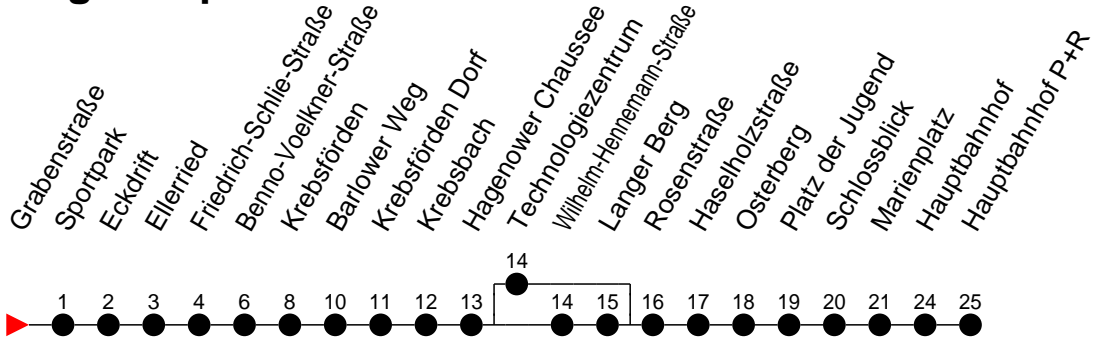 Grabenstraße
Sportpark
Eckdrift
Ellerried
Friedrich-Schlie-Straße
Benno-Voelkner-Straße
Krebsförden
Barlower Weg
Krebsförden Dorf
Krebsbach
Hagenower Chaussee
Technologiezentrum
Wilhelm-Hennemann-Straße
Langer Berg
Rosenstraße
Haselholzstraße
Osterberg
Platz der Jugend
Schlossblick
Marienplatz
Hauptbahnhof
Hauptbahnhof P+R
14
1 2 3 4 6 8 10 11 12 13 14 15 16 17 18 19 20 21 24 25